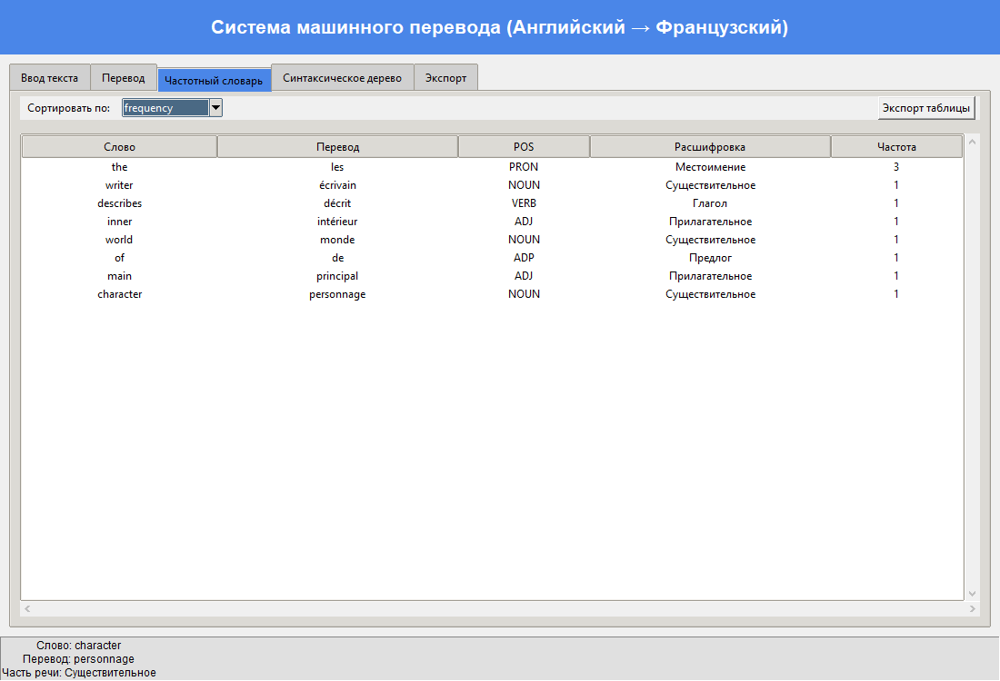 Система машинного перевода (Английский → Французский)
Ввод текста Перевод Частотный словарь Синтаксическое дерево Экспорт
Сортировать по: frequency Экспорт таблицы
Слово Перевод POS Расшифровка Частота
the les PRON Местоимение 3
writer écrivain NOUN Существительное 1
describes décrit VERB Глагол 1
inner intérieur ADJ Прилагательное 1
world monde NOUN Существительное 1
of de ADP Предлог 1
main principal ADJ Прилагательное 1
character personnage NOUN Существительное 1
Слово: character
Перевод: personnage
Часть речи: Существительное